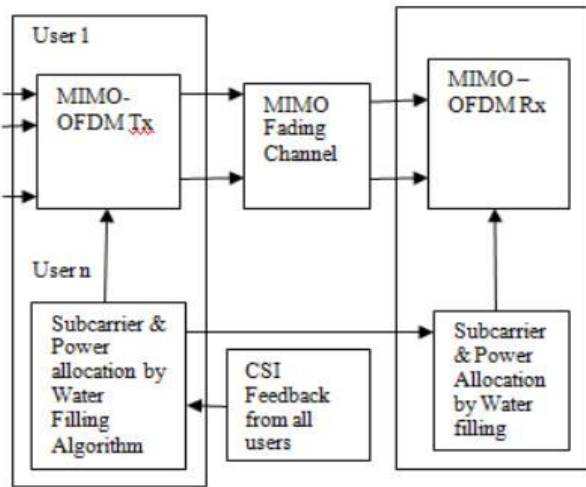 User 1
MIMO-
OFDM Tx
MIMO
Fading
Channel
MIMO –
OFDM Rx
User n
Subcarrier &
Power
allocation by
Water
Filling
Algorithm
CSI
Feedback
from all
users
Subcarrier
& Power
Allocation
by Water
filling